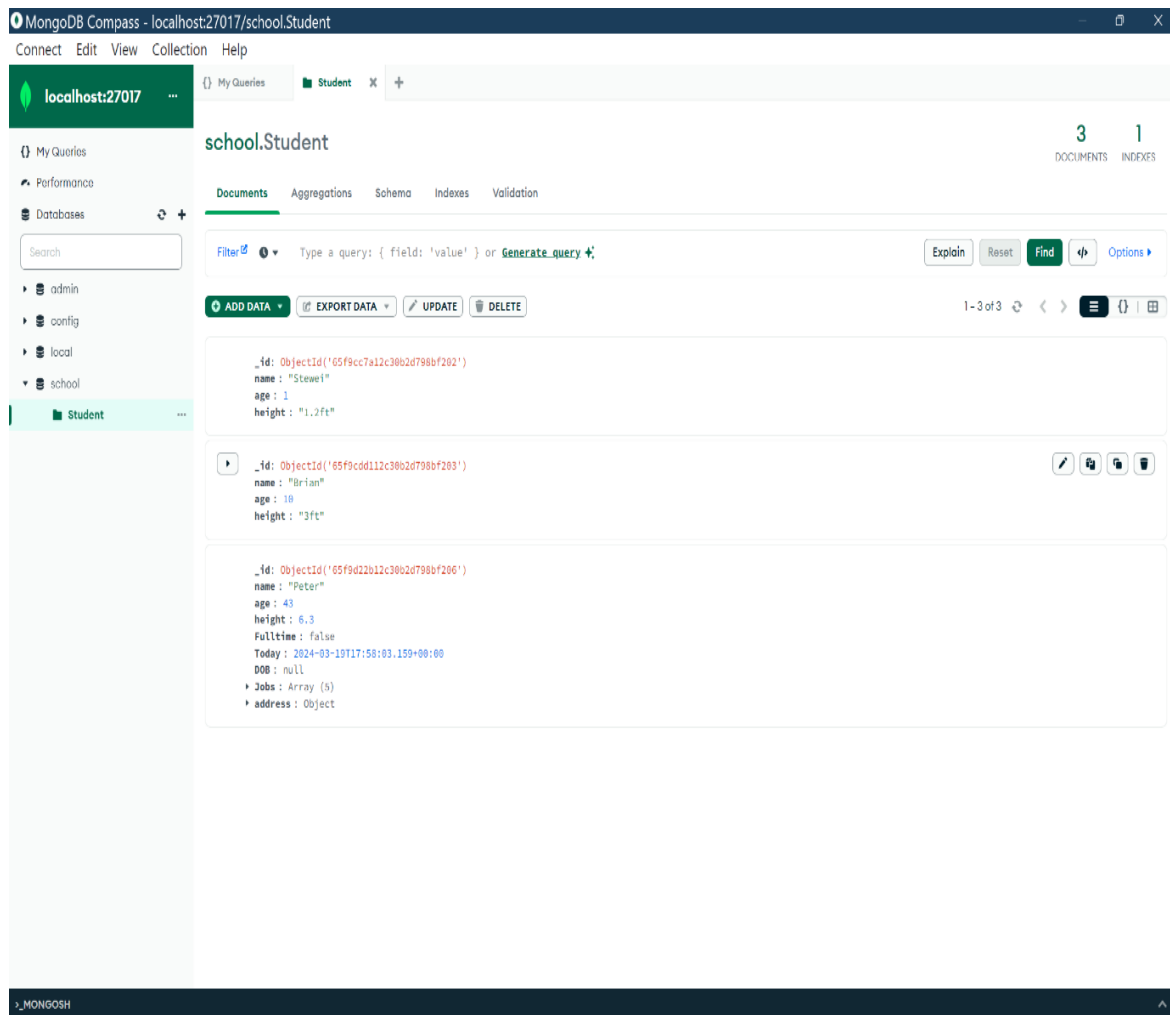 MongoDB Compass - localhost:27017/school.Student
Connect Edit View Collection Help
localhost:27017 ...
{} My Queries
Performance
Databases
Search
admin
config
local
school
Student ...
{} My Queries Student
school.Student
3 DOCUMENTS 1 INDEXES
Documents Aggregations Schema Indexes Validation
Filter Type a query: { field: 'value' } or Generate query Explain Reset Find </> Options
ADD DATA EXPORT DATA UPDATE DELETE 1 - 3 of 3 {}
_id: ObjectId('65f9cc7a12c30b2d798bf202')
name : "Stewei"
age : 1
height : "1.2ft"
_id: ObjectId('65f9cdd112c30b2d798bf203')
name : "Brian"
age : 10
height : "3ft"
_id: ObjectId('65f9d22b12c30b2d798bf206')
name : "Peter"
age : 43
height : 6.3
Fulltime : false
Today : 2024-03-19T17:58:03.159+00:00
DOB : null
Jobs : Array (5)
address : Object
>_MONGOSH